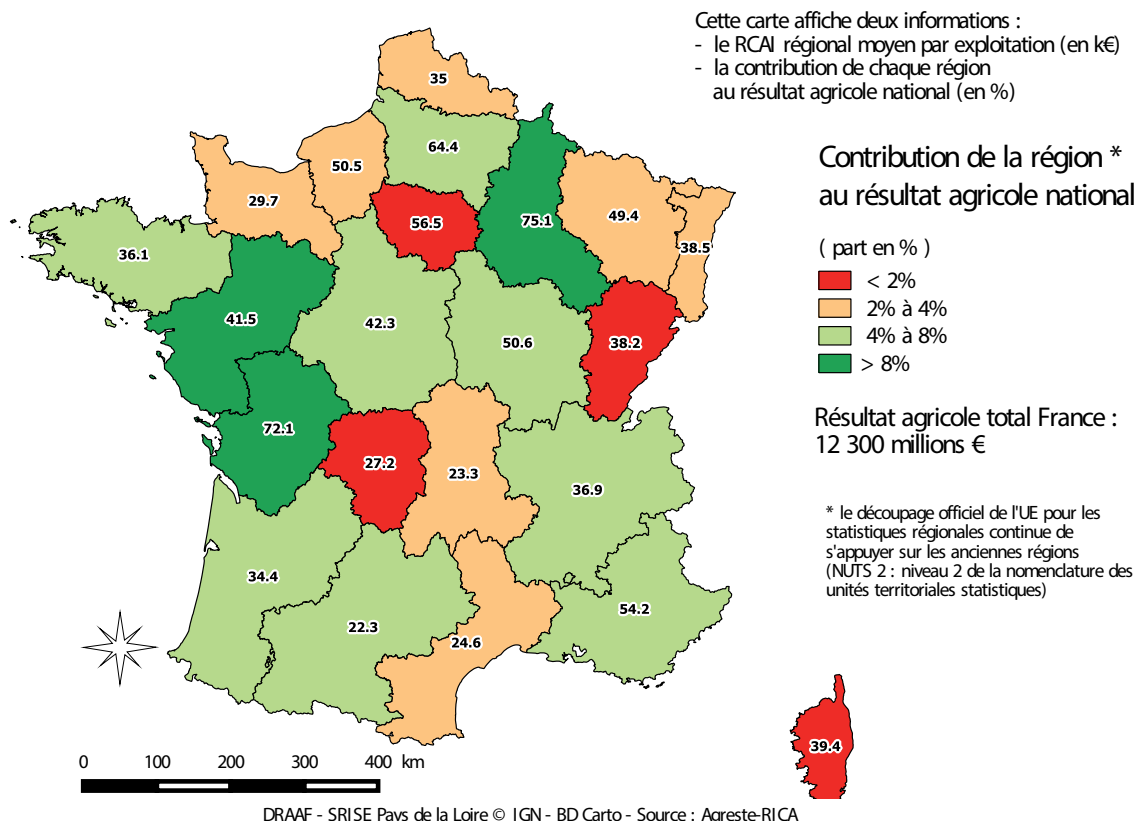 Cette carte affiche deux informations :
- le RCAI régional moyen par exploitation (en k€)
- la contribution de chaque région
au résultat agricole national (en %)
35
64.4
50.5
29.7
56.5
75.1
49.4
38.5
36.1
41.5
42.3
50.6
38.2
72.1
27.2
23.3
36.9
34.4
22.3
24.6
54.2
39.4
Contribution de la région *
au résultat agricole national
( part en % )
< 2%
2% à 4%
4% à 8%
> 8%
Résultat agricole total France :
12 300 millions €
* le découpage officiel de l'UE pour les
statistiques régionales continue de
s'appuyer sur les anciennes régions
(NUTS 2 : niveau 2 de la nomenclature des
unités territoriales statistiques)
0 100 200 300 400 km
DRAAF - SRISE Pays de la Loire © IGN - BD Carto - Source : Agreste-RICA